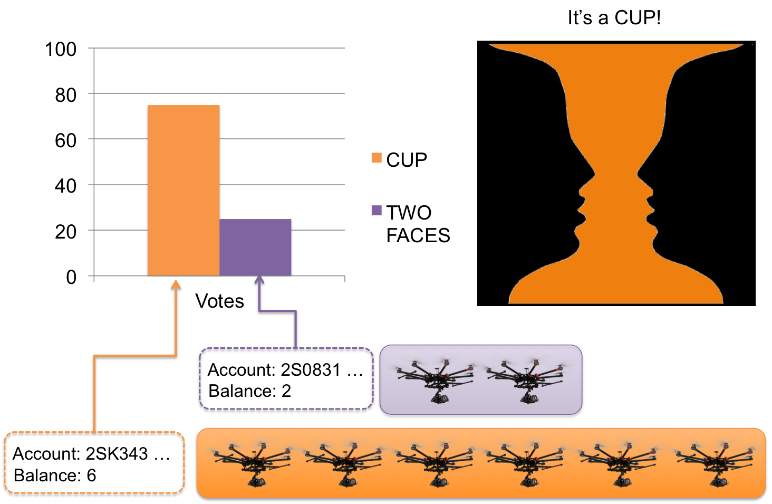 It's a CUP!
100
80
60
40
20
0
CUP
TWO
FACES
Votes
Account: 2S0831 …
Balance: 2
Account: 2SK343 …
Balance: 6